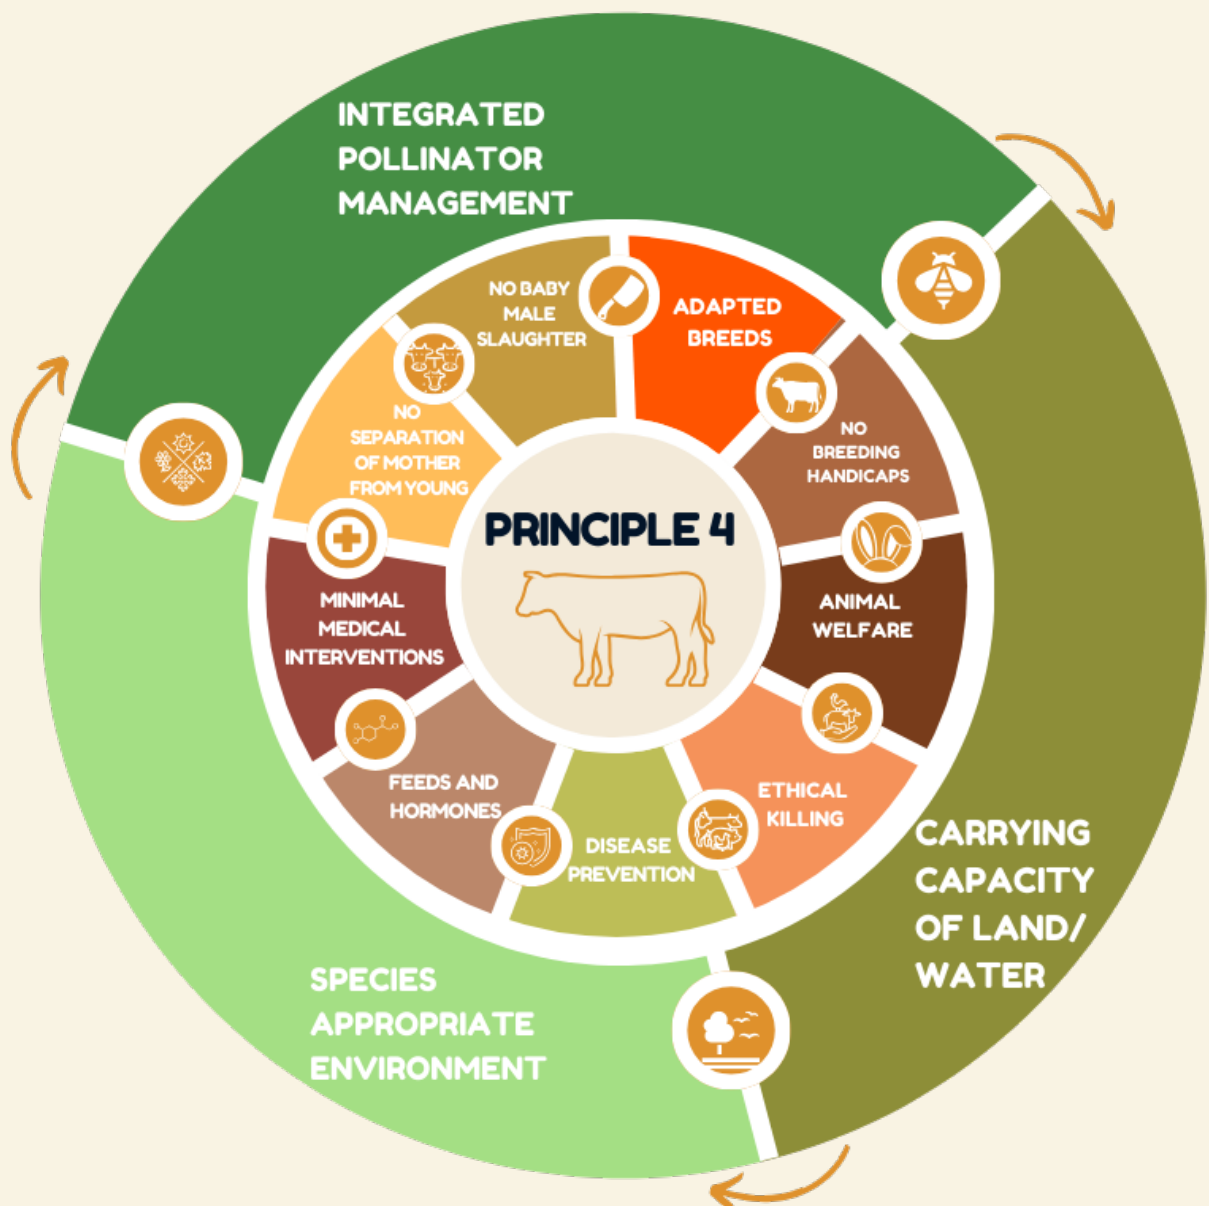 INTEGRATED
POLLINATOR
MANAGEMENT
NO BABY
MALE
SLAUGHTER
ADAPTED
BREEDS
NO
SEPARATION
OF MOTHER
FROM YOUNG
NO
BREEDING
HANDICAPS
PRINCIPLE 4
MINIMAL
MEDICAL
INTERVENTIONS
ANIMAL
WELFARE
FEEDS AND
HORMONES
DISEASE
PREVENTION
ETHICAL
KILLING
CARRYING
CAPACITY
OF LAND/
WATER
SPECIES
APPROPRIATE
ENVIRONMENT